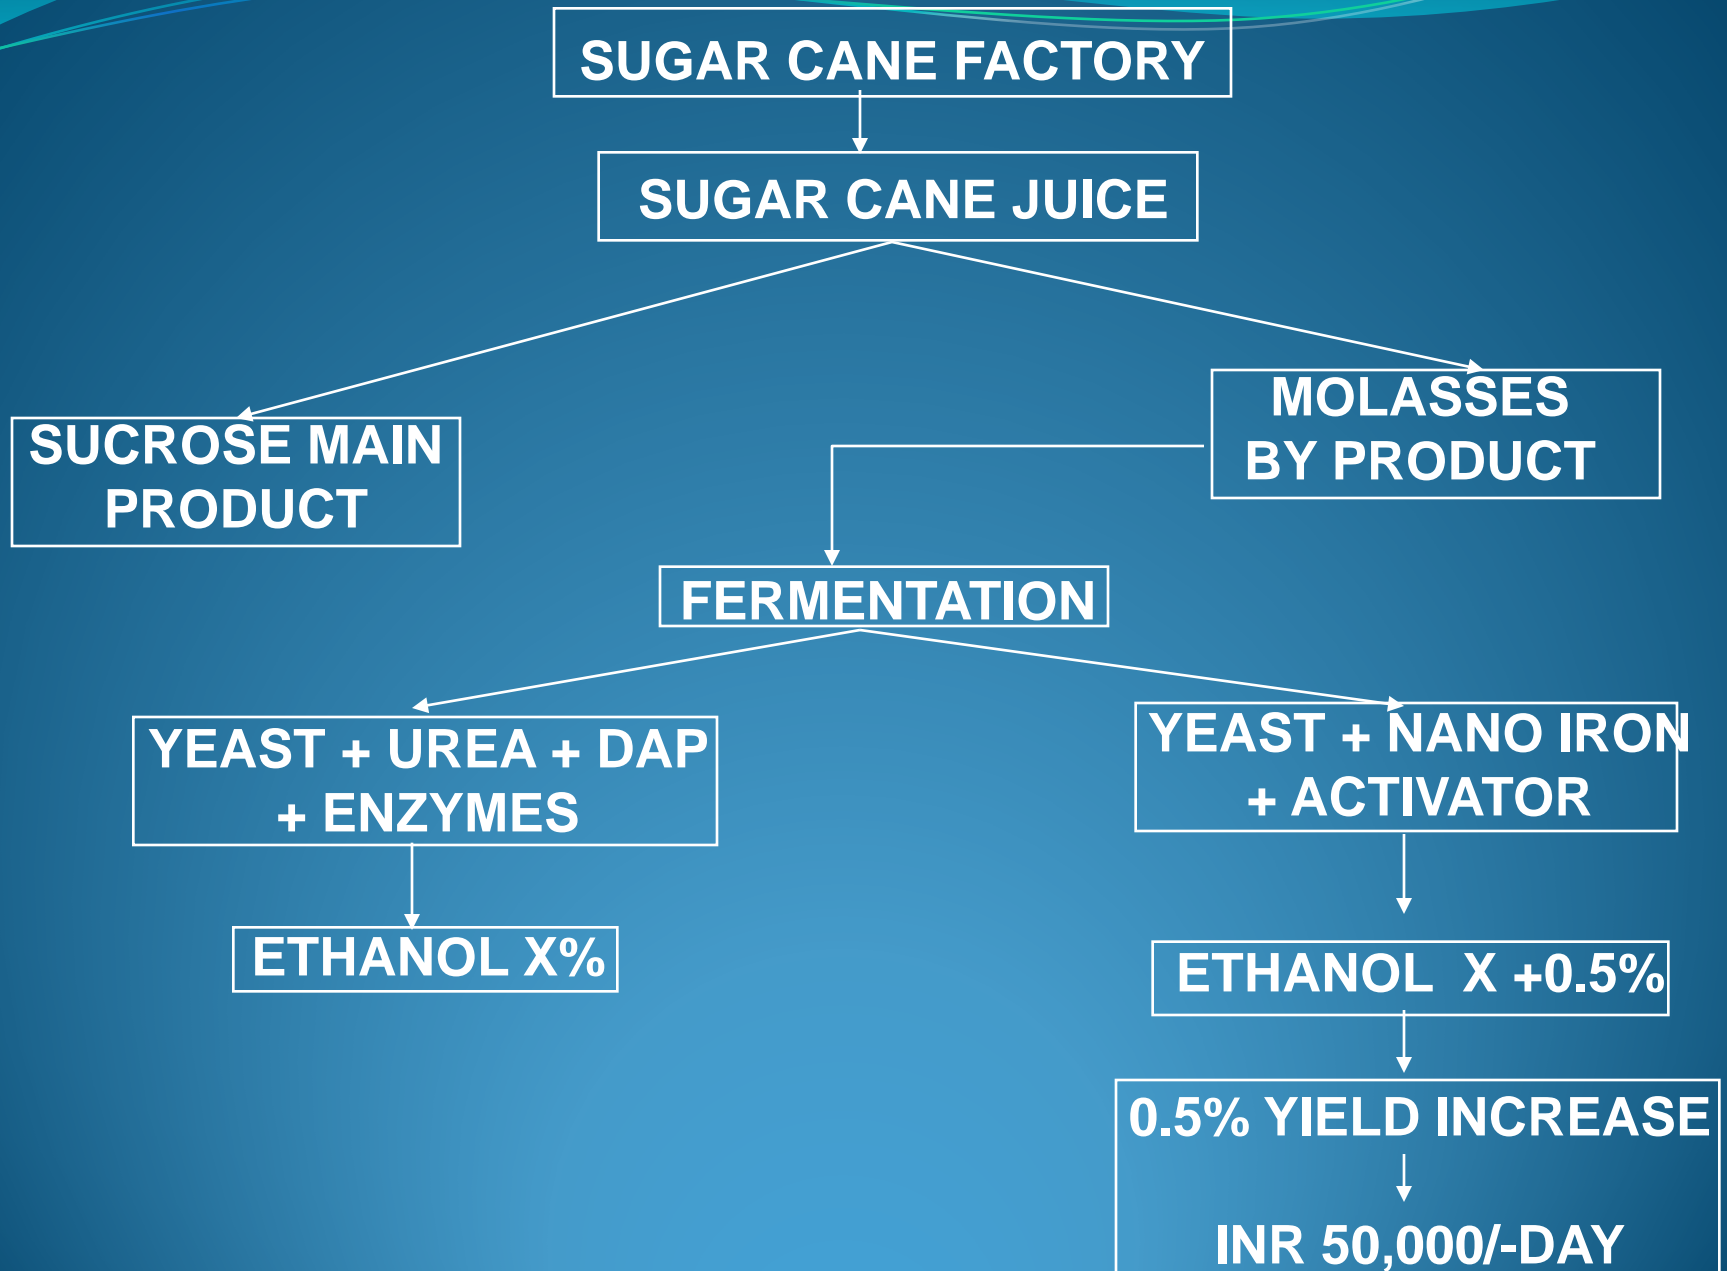 SUGAR CANE FACTORY
SUGAR CANE JUICE
SUCROSE MAIN
PRODUCT
MOLASSES
BY PRODUCT
FERMENTATION
YEAST + UREA + DAP
+ ENZYMES
ETHANOL X%
YEAST + NANO IRON
+ ACTIVATOR
ETHANOL X +0.5%
0.5% YIELD INCREASE
INR 50,000/-DAY